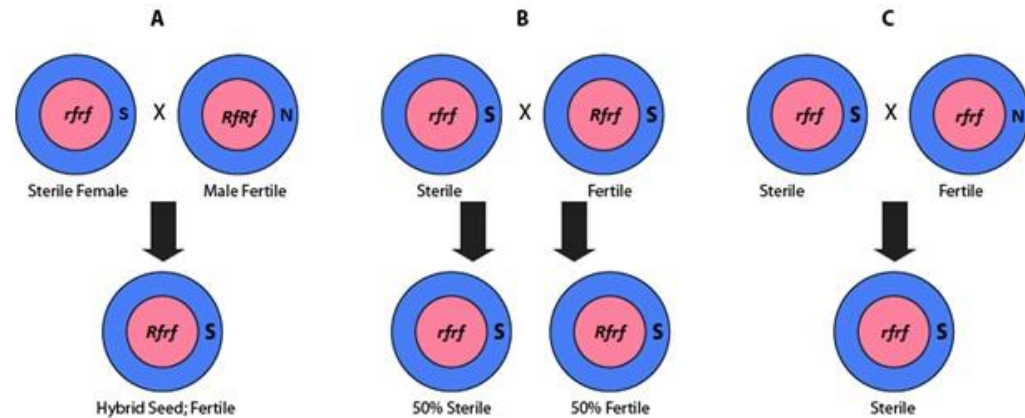 A B C
rfrf S X RfRf N rfrf S X Rfrf S rfrf S X rfrf N
Sterile Female Male Fertile Sterile Fertile Sterile Fertile
Rfrf S rfrf S Rfrf S rfrf S
Hybrid Seed; Fertile 50% Sterile 50% Fertile Sterile